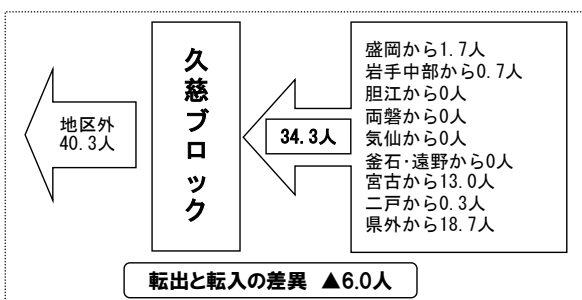 地区外
40.3人
久慈ブロック
34.3人
盛岡から1.7人
岩手中部から0.7人
胆江から0人
両磐から0人
気仙から0人
釜石・遠野から0人
宮古から13.0人
二戸から0.3人
県外から18.7人
転出と転入の差異 ▲6.0人